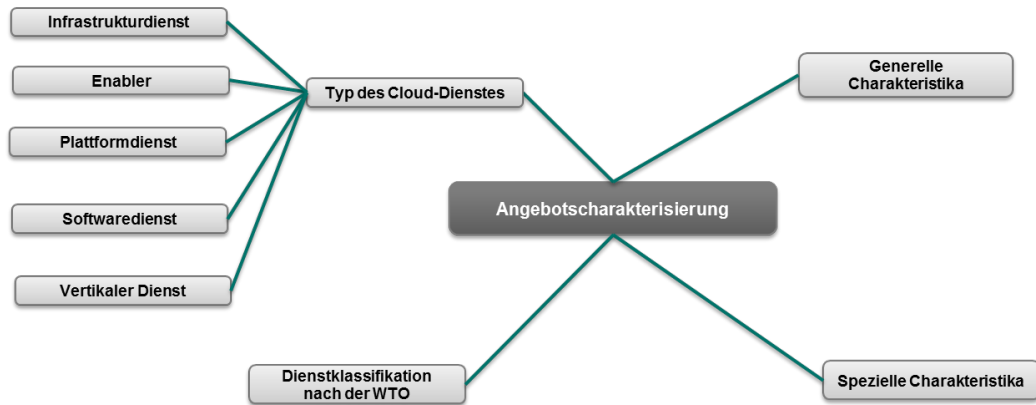 Infrastrukturdienst
Enabler
Plattformdienst
Softwaredienst
Vertikaler Dienst
Typ des Cloud-Dienstes
Generelle
Charakteristika
Angebotscharakterisierung
Dienstklassifikation
nach der WTO
Spezielle Charakteristika